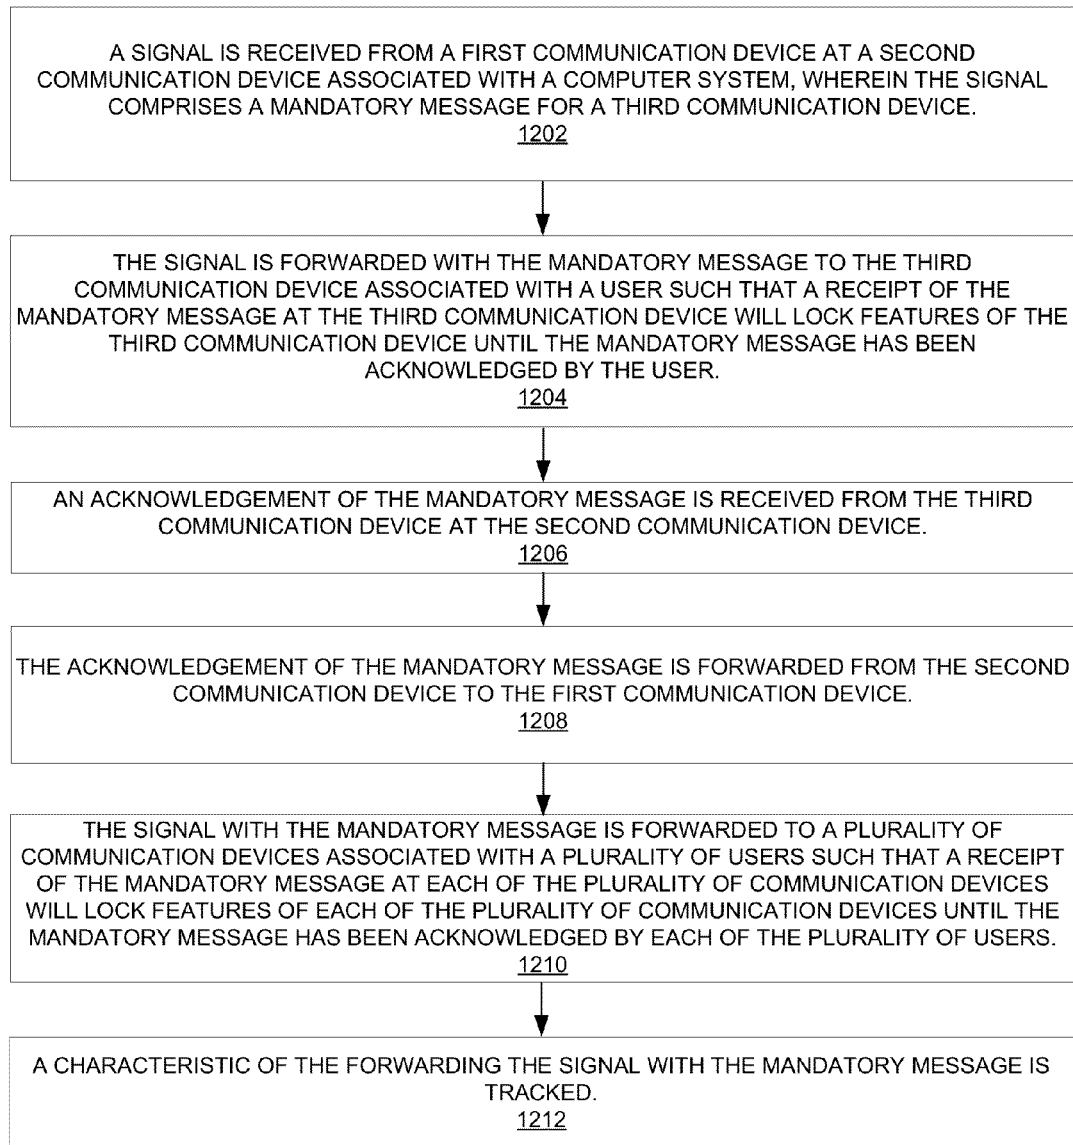 A SIGNAL IS RECEIVED FROM A FIRST COMMUNICATION DEVICE AT A SECOND
COMMUNICATION DEVICE ASSOCIATED WITH A COMPUTER SYSTEM, WHEREIN THE SIGNAL
COMPRISES A MANDATORY MESSAGE FOR A THIRD COMMUNICATION DEVICE.
1202
THE SIGNAL IS FORWARDED WITH THE MANDATORY MESSAGE TO THE THIRD
COMMUNICATION DEVICE ASSOCIATED WITH A USER SUCH THAT A RECEIPT OF THE
MANDATORY MESSAGE AT THE THIRD COMMUNICATION DEVICE WILL LOCK FEATURES OF THE
THIRD COMMUNICATION DEVICE UNTIL THE MANDATORY MESSAGE HAS BEEN
ACKNOWLEDGED BY THE USER.
1204
AN ACKNOWLEDGEMENT OF THE MANDATORY MESSAGE IS RECEIVED FROM THE THIRD
COMMUNICATION DEVICE AT THE SECOND COMMUNICATION DEVICE.
1206
THE ACKNOWLEDGEMENT OF THE MANDATORY MESSAGE IS FORWARDED FROM THE SECOND
COMMUNICATION DEVICE TO THE FIRST COMMUNICATION DEVICE.
1208
THE SIGNAL WITH THE MANDATORY MESSAGE IS FORWARDED TO A PLURALITY OF
COMMUNICATION DEVICES ASSOCIATED WITH A PLURALITY OF USERS SUCH THAT A RECEIPT
OF THE MANDATORY MESSAGE AT EACH OF THE PLURALITY OF COMMUNICATION DEVICES
WILL LOCK FEATURES OF EACH OF THE PLURALITY OF COMMUNICATION DEVICES UNTIL THE
MANDATORY MESSAGE HAS BEEN ACKNOWLEDGED BY EACH OF THE PLURALITY OF USERS.
1210
A CHARACTERISTIC OF THE FORWARDING THE SIGNAL WITH THE MANDATORY MESSAGE IS
TRACKED.
1212